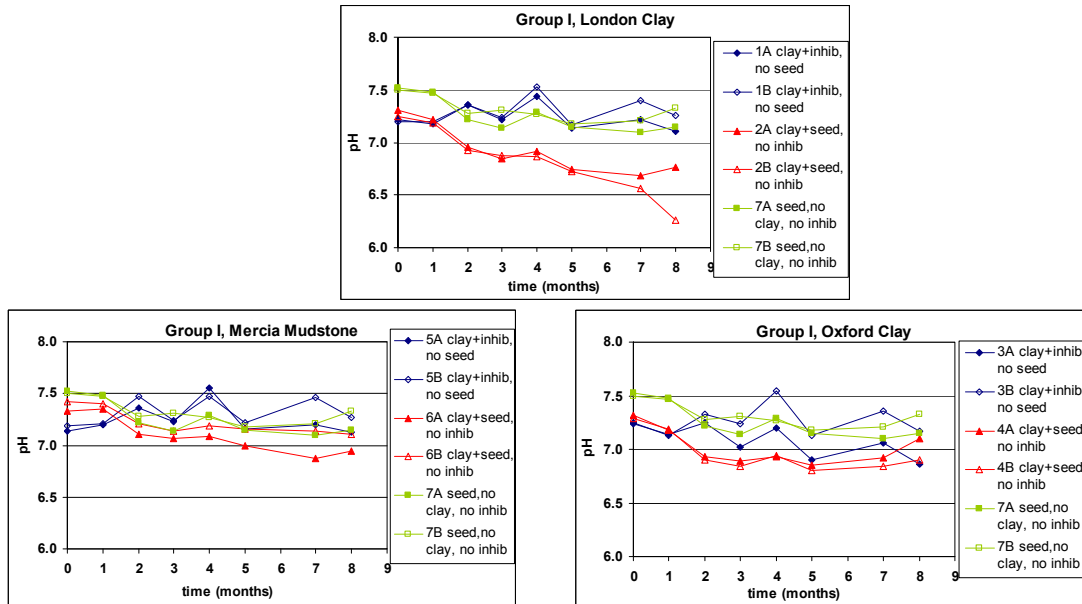 Group I, London Clay
8.0
7.5
7.0
6.5
6.0
pH
0 1 2 3 4 5 6 7 8 9
time (months)
1A clay+inhib,
no seed
1B clay+inhib,
no seed
2A clay+seed,
no inhib
2B clay+seed,
no inhib
7A seed,no
clay, no inhib
7B seed,no
clay, no inhib
Group I, Mercia Mudstone
8.0
7.5
7.0
6.5
6.0
pH
0 1 2 3 4 5 6 7 8 9
time (months)
5A clay+inhib,
no seed
5B clay+inhib,
no seed
6A clay+seed,
no inhib
6B clay+seed,
no inhib
7A seed,no
clay, no inhib
7B seed,no
clay, no inhib
Group I, Oxford Clay
8.0
7.5
7.0
6.5
6.0
pH
0 1 2 3 4 5 6 7 8 9
time (months)
3A clay+inhib
no seed
3B clay+inhib
no seed
4A clay+seed
no inhib
4B clay+seed
no inhib
7A seed,no
clay, no inhib
7B seed,no
clay, no inhib